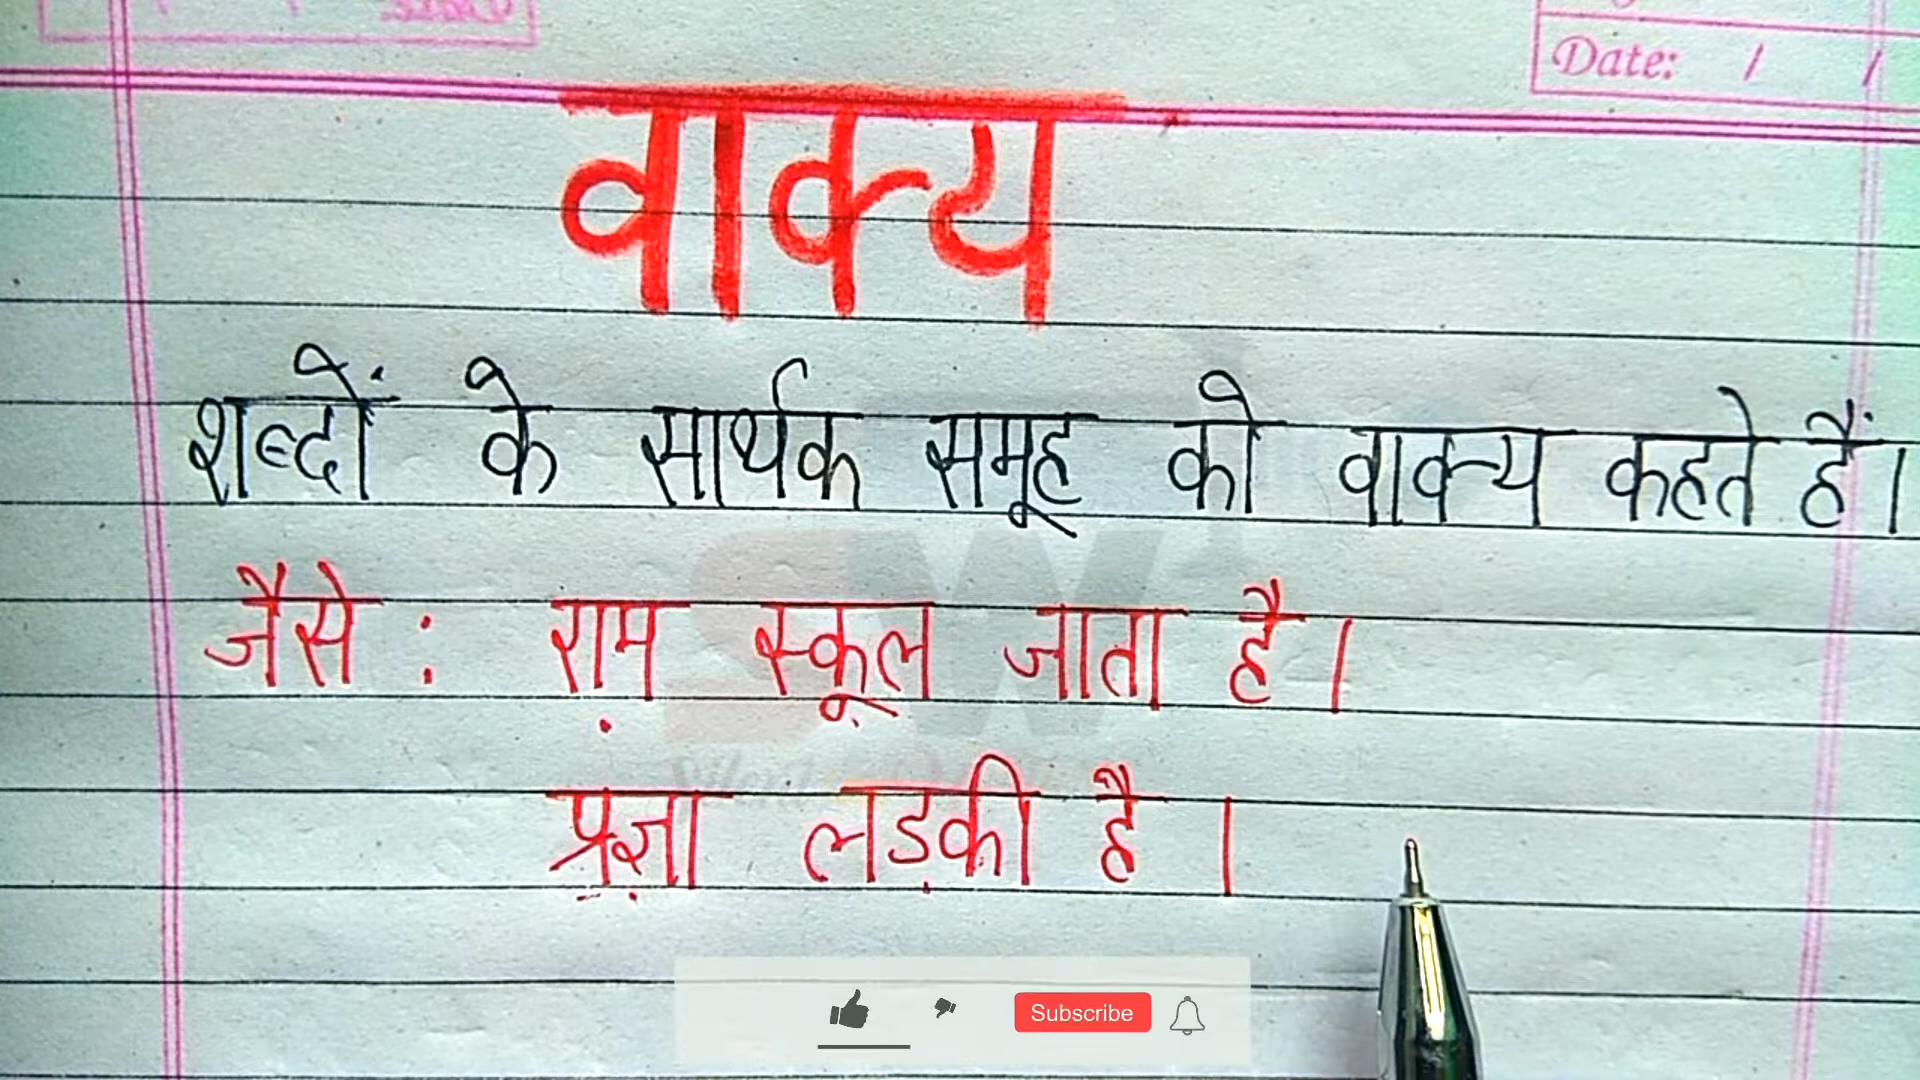 Date: / /
वाक्य
शब्दों के सार्थक समूह को वाक्य कहते हैं।
जैसे : राम स्कूल जाता है।
प्रज्ञा लड़की है ।
Subscribe